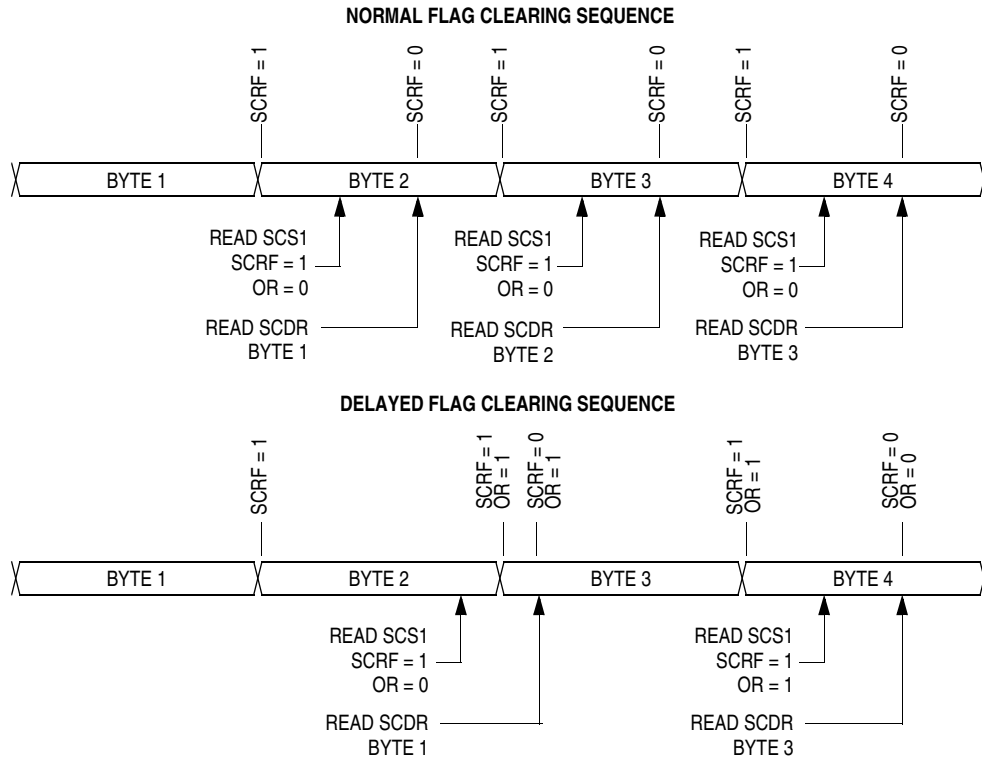 NORMAL FLAG CLEARING SEQUENCE
SCRF = 1
SCRF = 0
SCRF = 1
SCRF = 0
SCRF = 1
SCRF = 0
BYTE 1
BYTE 2
BYTE 3
BYTE 4
READ SCS1
SCRF = 1
OR = 0
READ SCDR
BYTE 1
READ SCS1
SCRF = 1
OR = 0
READ SCDR
BYTE 2
READ SCS1
SCRF = 1
OR = 0
READ SCDR
BYTE 3
DELAYED FLAG CLEARING SEQUENCE
SCRF = 1
SCRF = 1
OR = 1
SCRF = 0
OR = 1
SCRF = 1
OR = 1
SCRF = 0
OR = 0
BYTE 1
BYTE 2
BYTE 3
BYTE 4
READ SCS1
SCRF = 1
OR = 0
READ SCDR
BYTE 1
READ SCS1
SCRF = 1
OR = 1
READ SCDR
BYTE 3